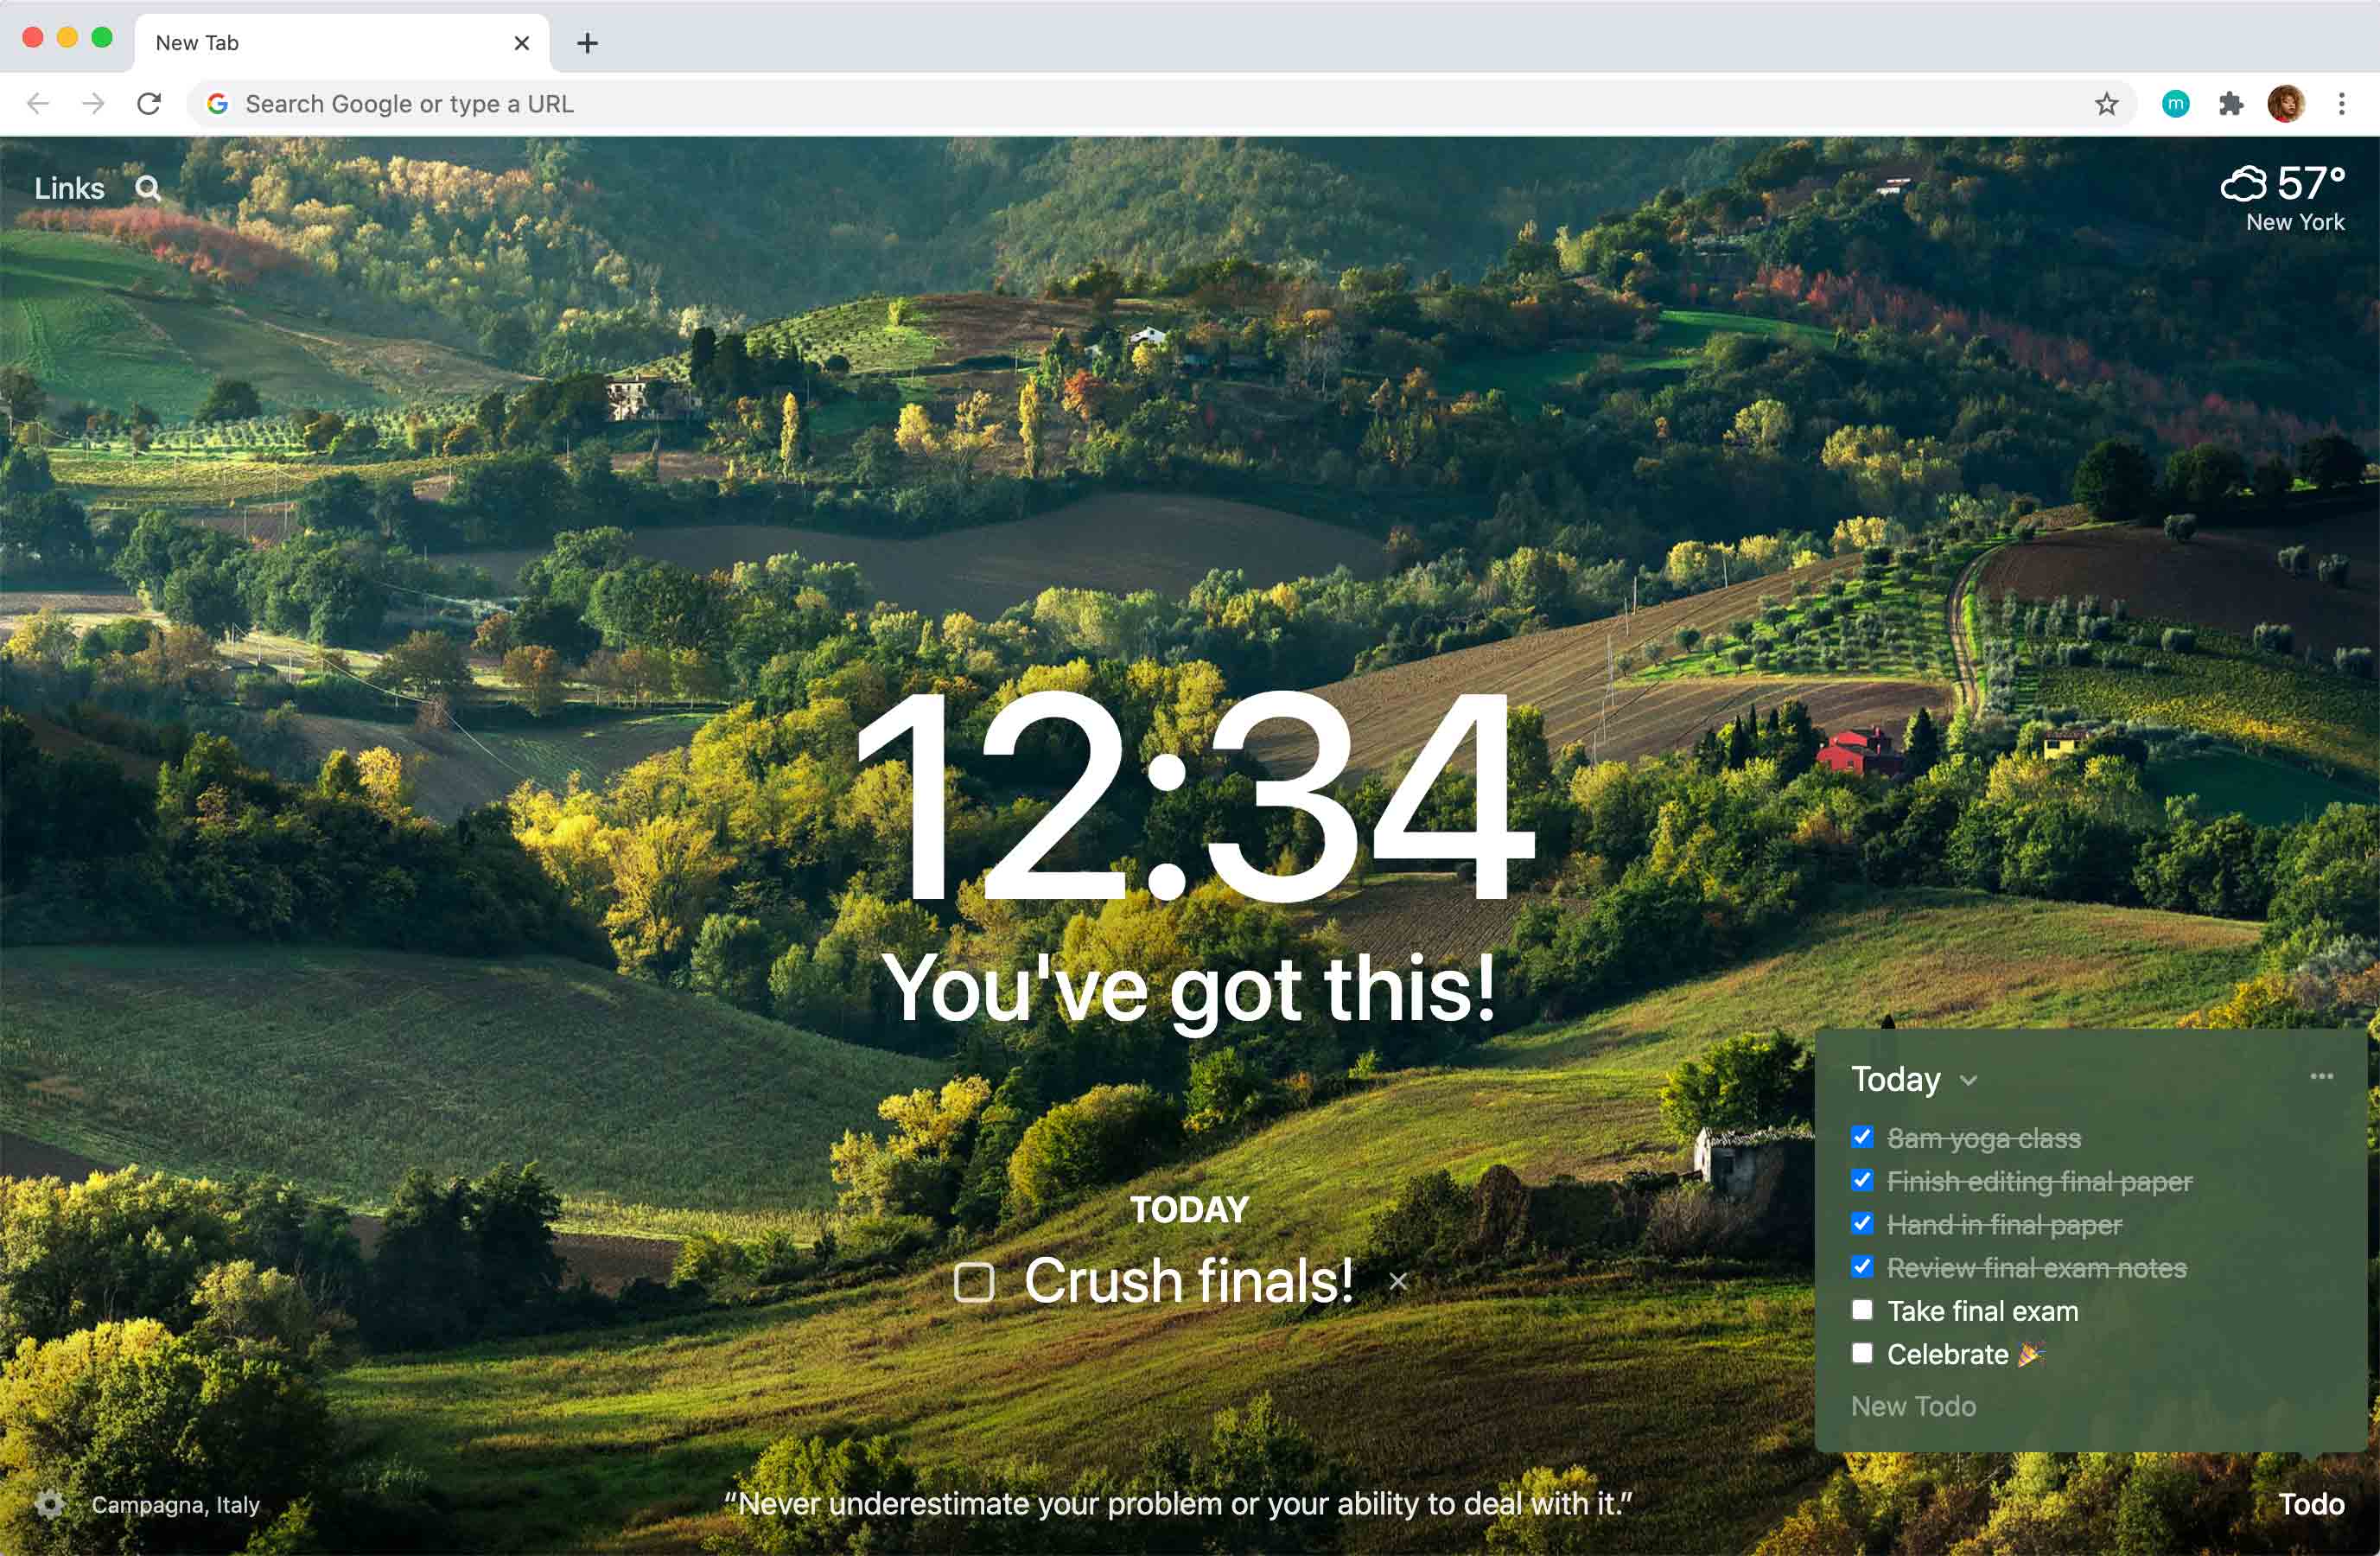 New Tab
Search Google or type a URL
m
Links
57°
New York
12:34
You've got this!
TODAY
Crush finals!
Today
8am yoga class
Finish editing final paper
Hand in final paper
Review final exam notes
Take final exam
Celebrate 🎉
New Todo
Campagna, Italy
“Never underestimate your problem or your ability to deal with it.”
Todo